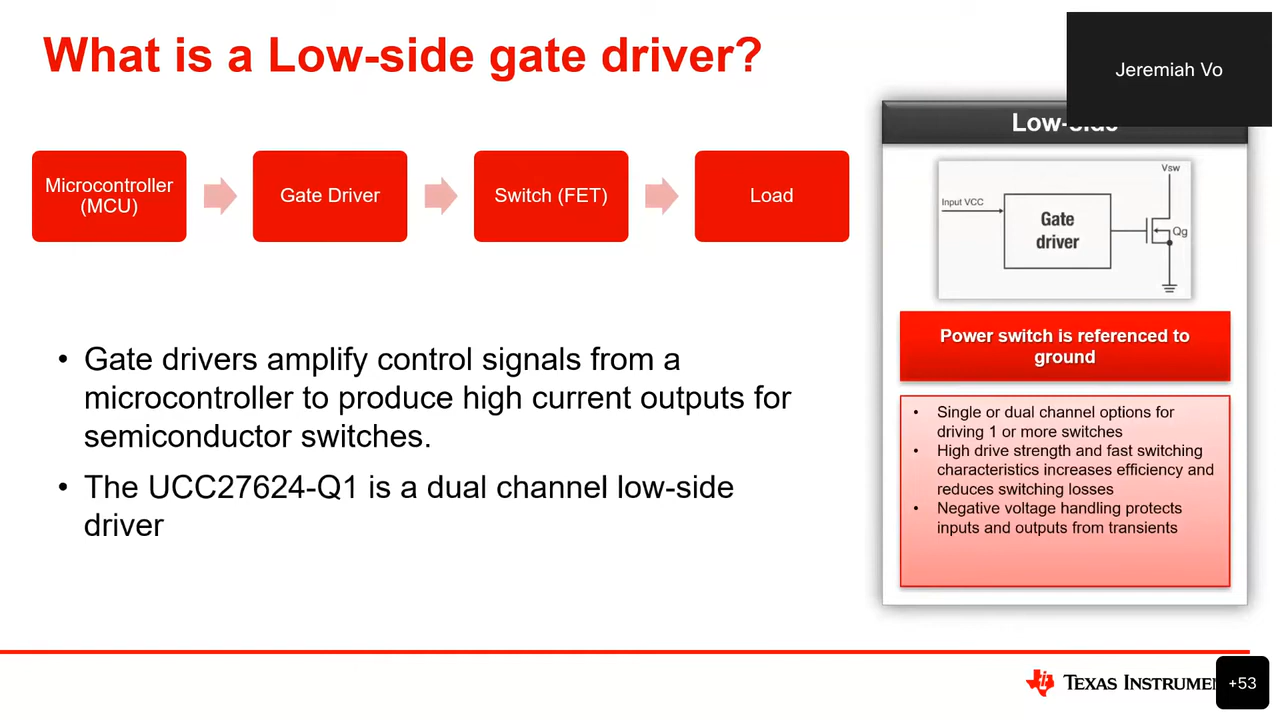 What is a Low-side gate driver?
Jeremiah Vo
Microcontroller
(MCU)
Gate Driver
Switch (FET)
Load
Low-side
Vsw
Input VCC
Gate
driver
Qg
Power switch is referenced to
ground
• Gate drivers amplify control signals from a
microcontroller to produce high current outputs for
semiconductor switches.
• The UCC27624-Q1 is a dual channel low-side
driver
• Single or dual channel options for
driving 1 or more switches
• High drive strength and fast switching
characteristics increases efficiency and
reduces switching losses
• Negative voltage handling protects
inputs and outputs from transients
ti
TEXAS INSTRUMEN
+53